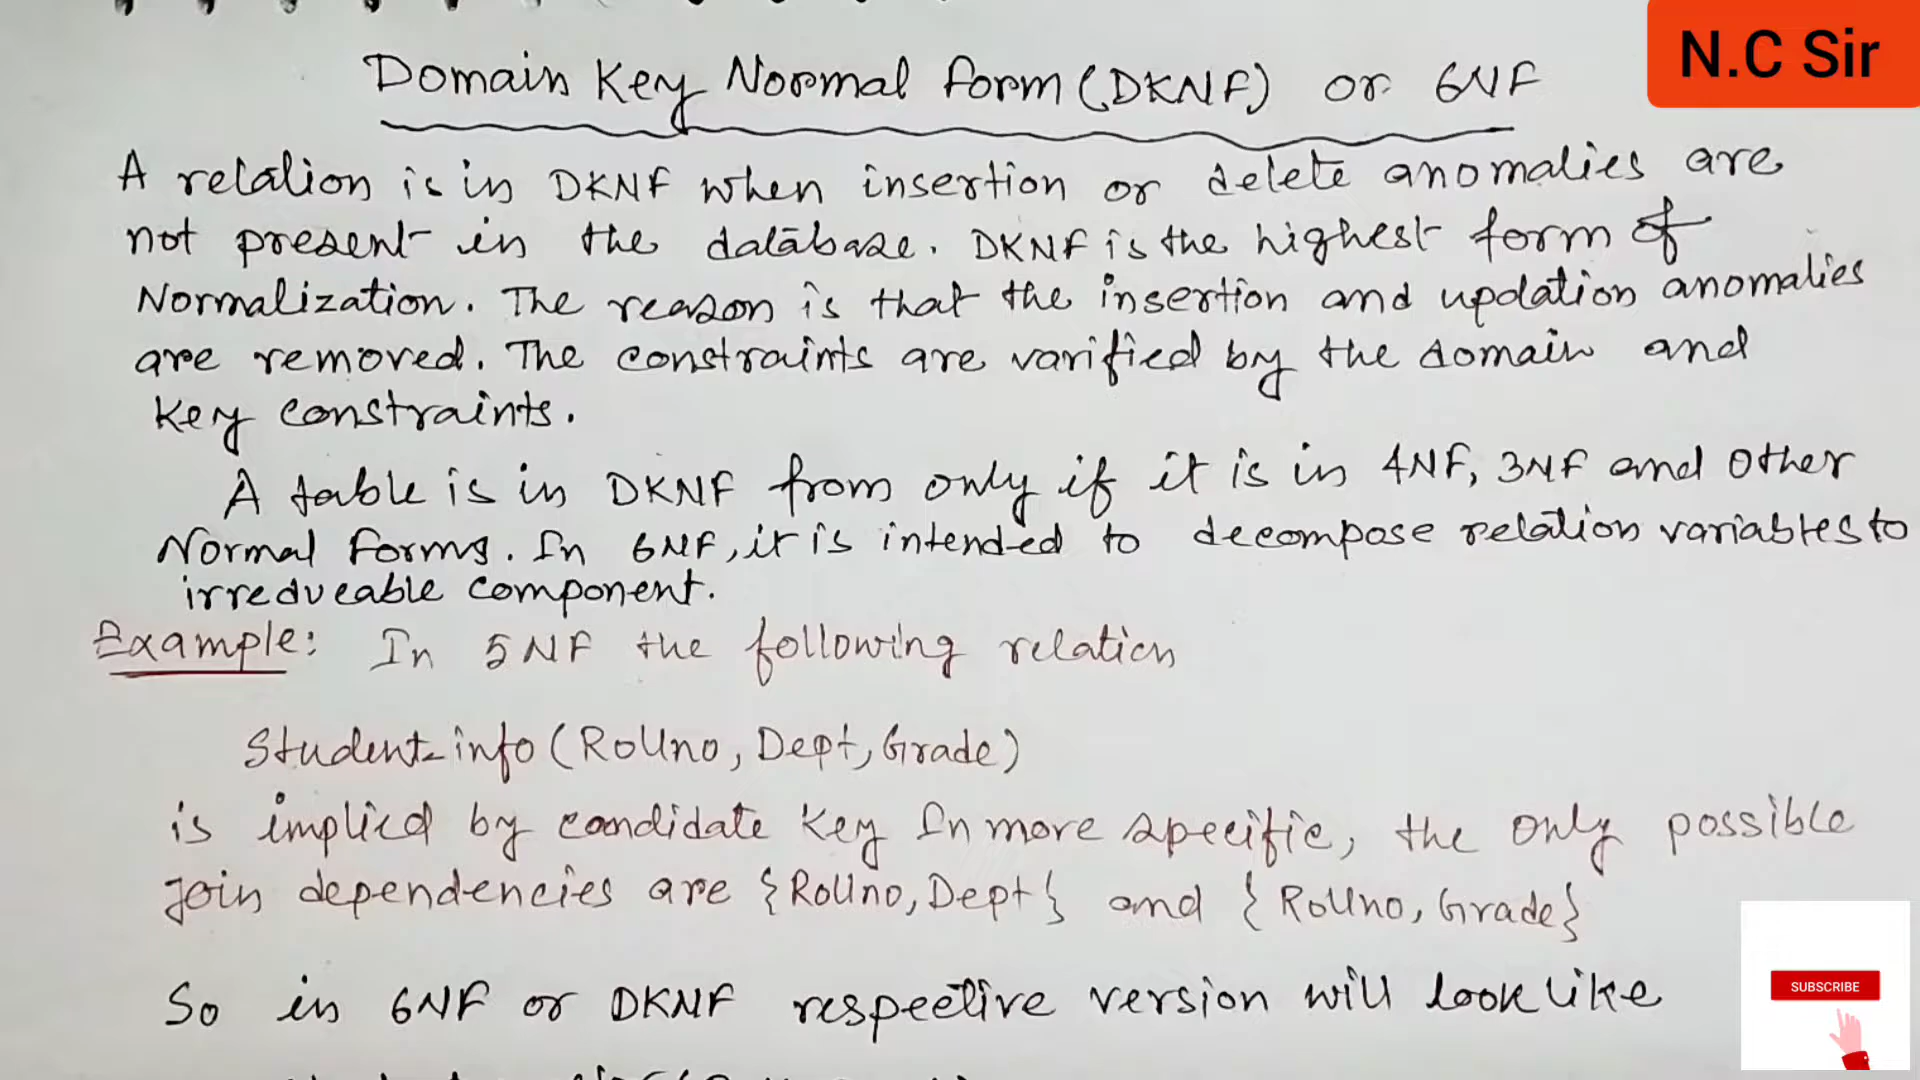 N.C Sir
Domain Key Normal Form (DKNF) or 6NF
A relation is in DKNF when insertion or delete anomalies are
not present in the database. DKNF is the highest form of
Normalization. The reason is that the insertion and updation anomalies
are removed. The constraints are varified by the domain and
Key constraints.
A table is in DKNF from only if it is in 4NF, 3NF and other
Normal Forms. In 6NF, it is intended to decompose relation variables to
irreduceable component.
Example: In 5NF the following relation
Student-info (Rollno, Dept, Grade)
is implied by candidate key In more specific, the only possible
Join dependencies are {Rollno, Dept} and {Rollno, Grade}
So in 6NF or DKNF respective version will look like
SUBSCRIBE